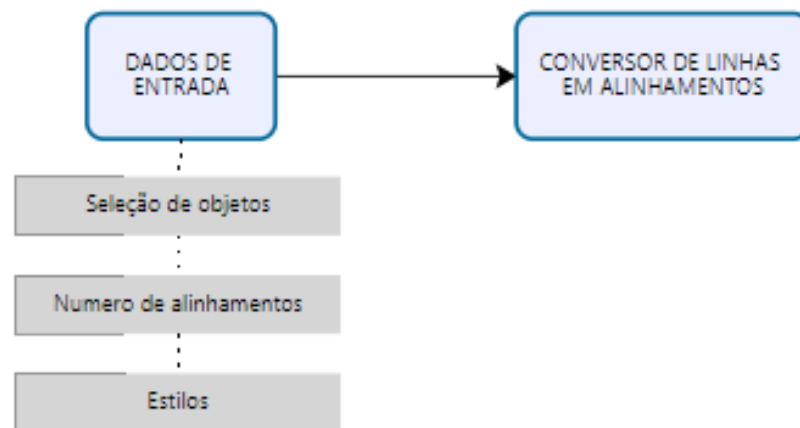 DADOS DE
ENTRADA
CONVERSOR DE LINHAS
EM ALINHAMENTOS
Seleção de objetos
Numero de alinhamentos
Estilos